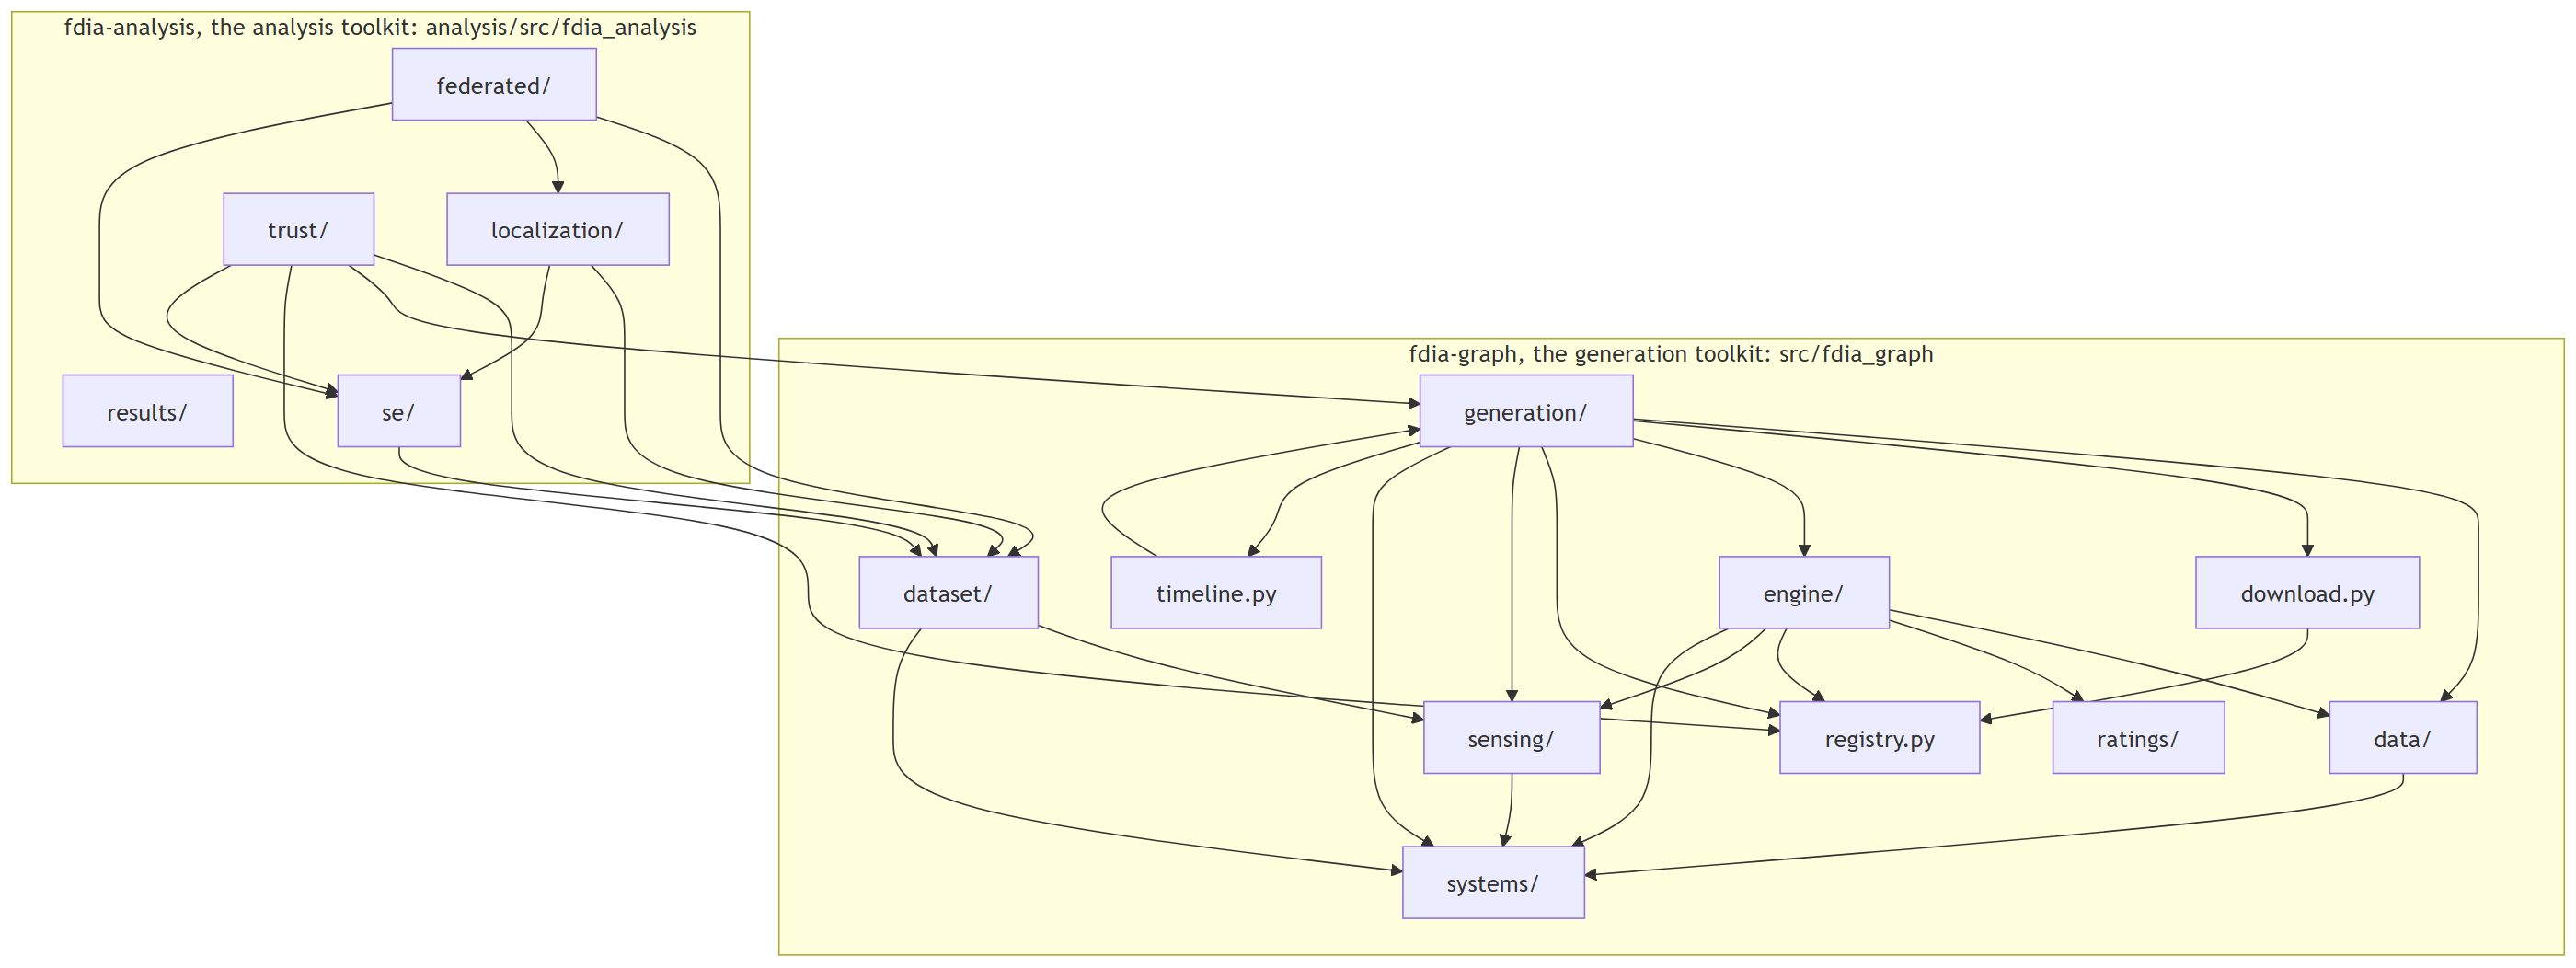 fdia-analysis, the analysis toolkit: analysis/src/fdia_analysis
federated/
trust/
localization/
results/
se/
fdia-graph, the generation toolkit: src/fdia_graph
generation/
dataset/
timeline.py
engine/
download.py
sensing/
registry.py
ratings/
data/
systems/